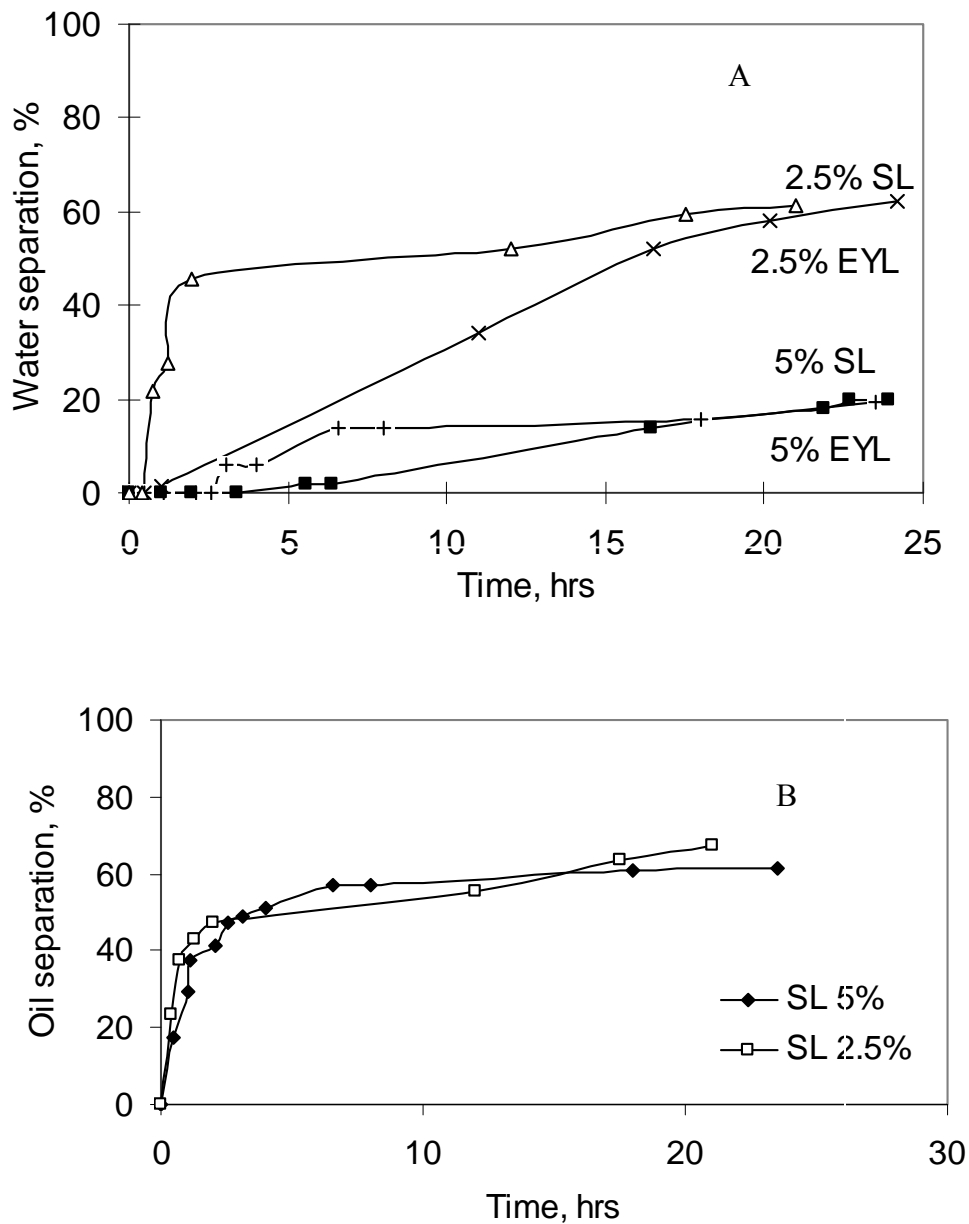 100
80
60
40
20
0
Water separation, %
A
2.5% SL
2.5% EYL
5% SL
5% EYL
0 5 10 15 20 25
Time, hrs
100
80
60
40
20
0
Oil separation, %
B
SL 5%
SL 2.5%
0 10 20 30
Time, hrs